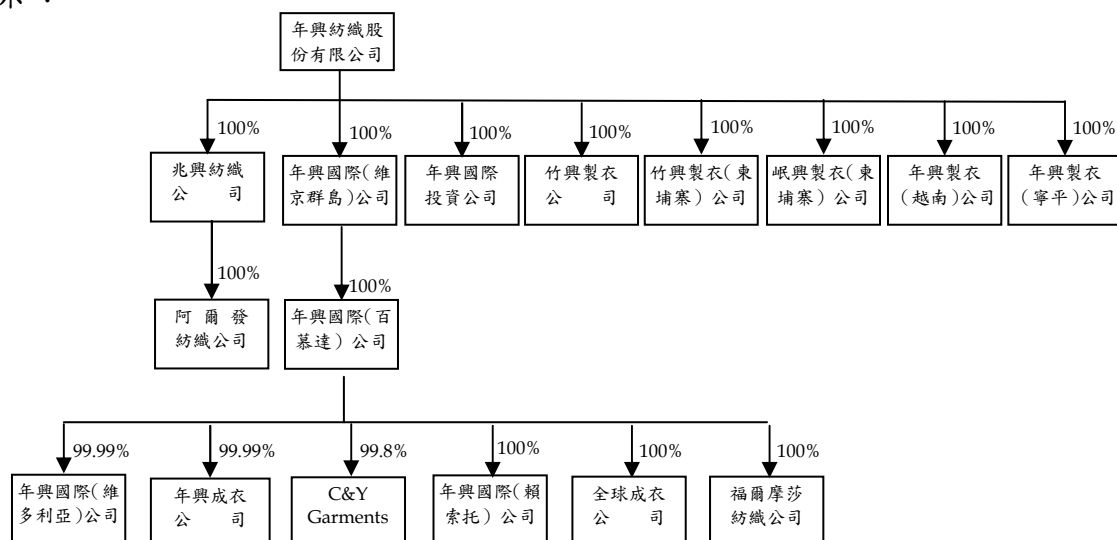 年興紡織股
份有限公司
100%
100%
100%
100%
100%
100%
100%
100%
兆興紡織
公 司
年興國際(維
京群島)公司
年興國際
投資公司
竹興製衣
公 司
竹興製衣(柬
埔寨)公司
岷興製衣(柬
埔寨)公司
年興製衣
(越南)公司
年興製衣
(寧平)公司
100%
100%
阿 爾 發
紡織公司
年興國際(百
慕達)公司
99.99%
99.99%
99.8%
100%
100%
100%
年興國際(維
多利亞)公司
年興成衣
公 司
C&Y
Garments
年興國際(賴
索托)公司
全球成衣
公 司
福爾摩莎
紡織公司